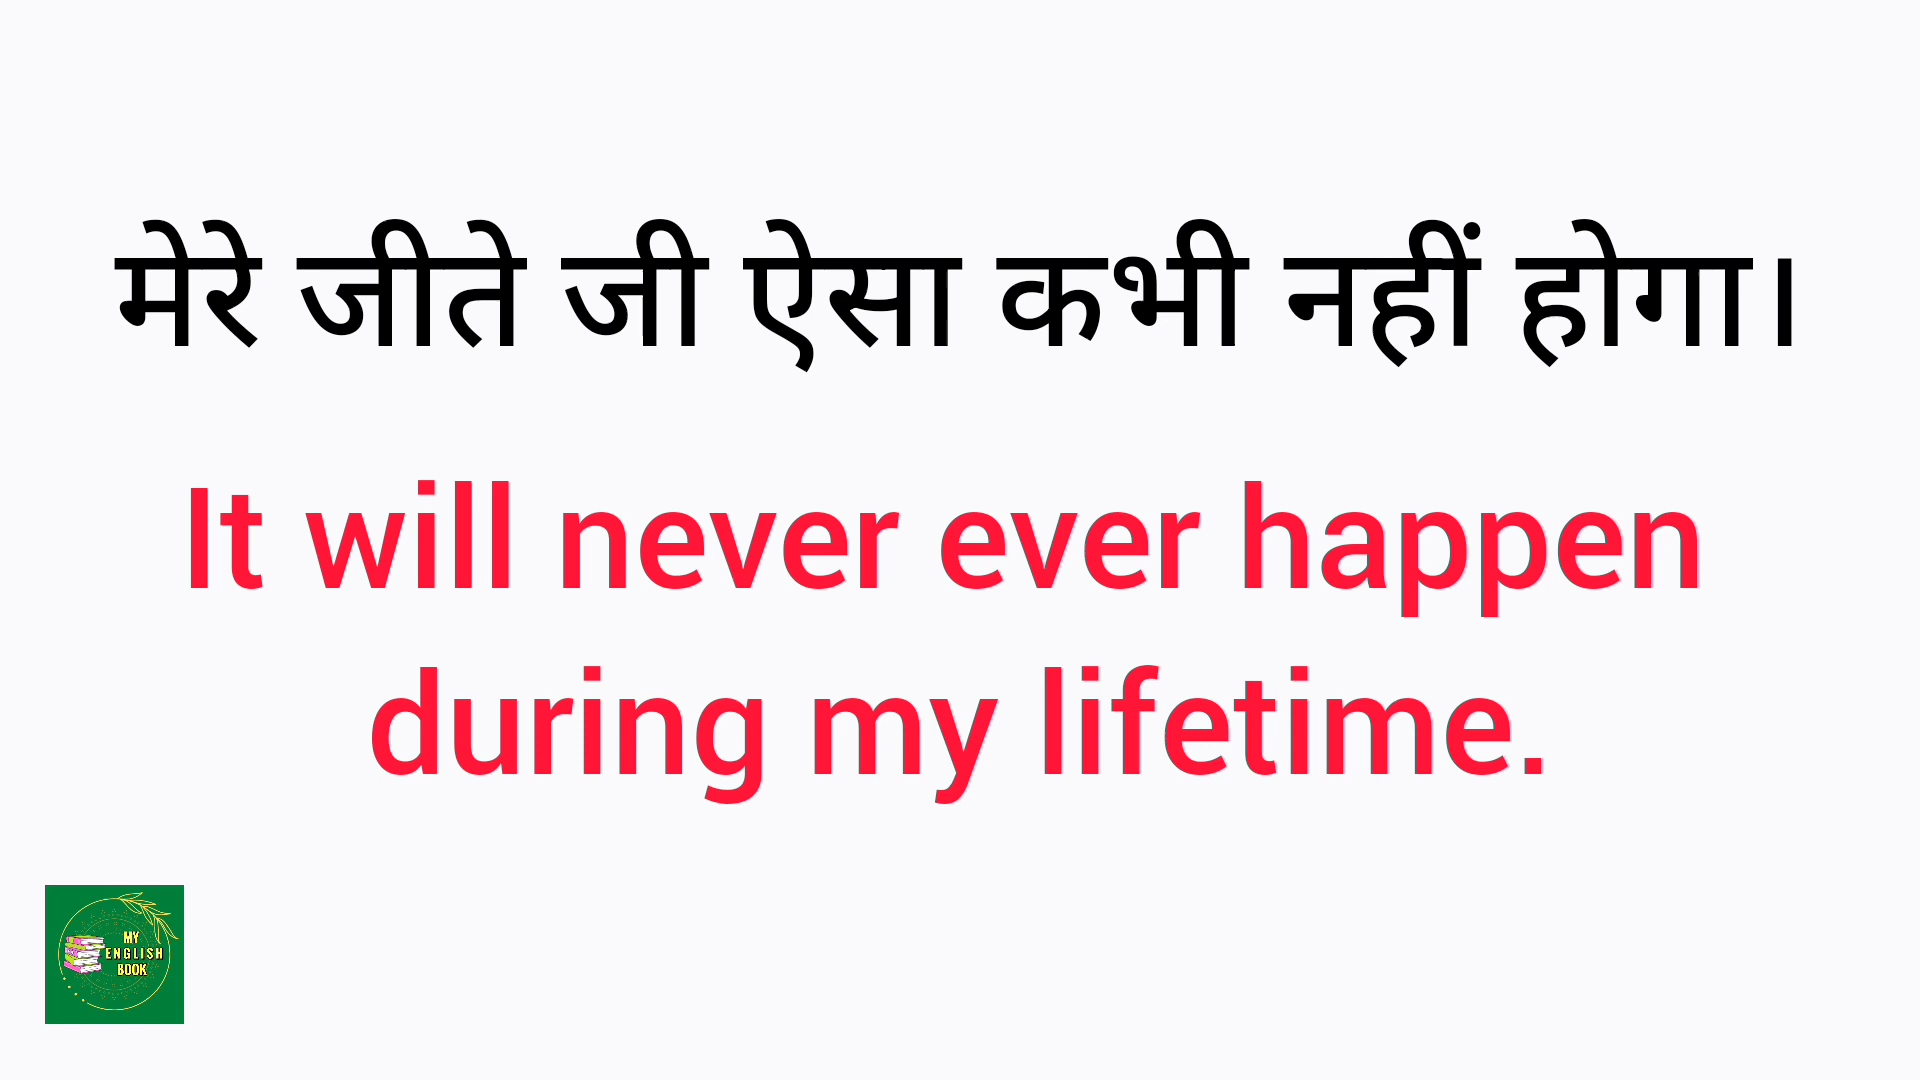 मेरे जीते जी ऐसा कभी नहीं होगा।
It will never ever happen
during my lifetime.
MY
ENGLISH
BOOK